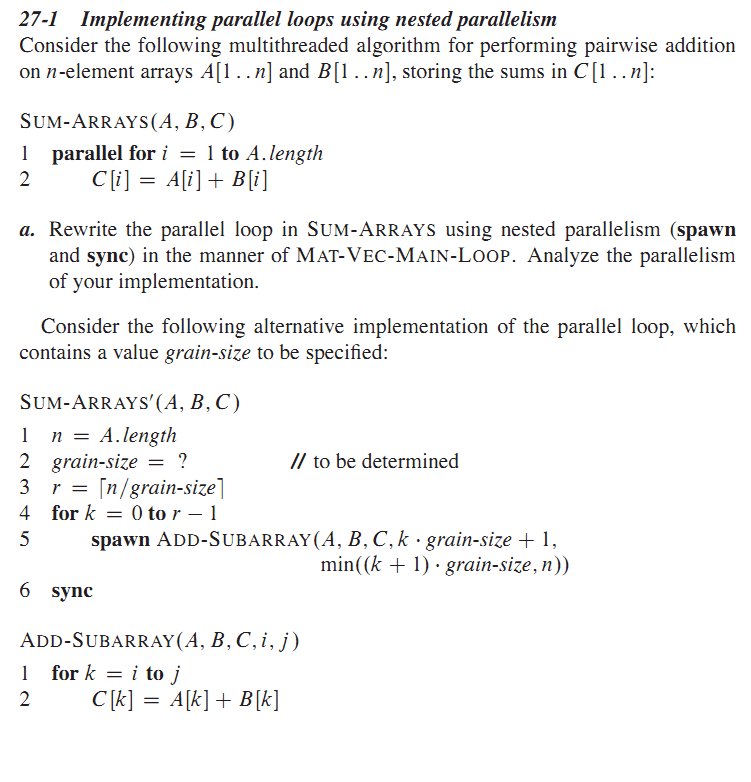 27-1 Implementing parallel loops using nested parallelism
Consider the following multithreaded algorithm for performing pairwise addition
on n-element arrays A[1 . . n] and B[1 . . n], storing the sums in C[1 . . n]:
SUM-ARRAYS(A, B, C)
1 parallel for i = 1 to A.length
2 C[i] = A[i] + B[i]
a. Rewrite the parallel loop in SUM-ARRAYS using nested parallelism (spawn
and sync) in the manner of MAT-VEC-MAIN-LOOP. Analyze the parallelism
of your implementation.
Consider the following alternative implementation of the parallel loop, which
contains a value grain-size to be specified:
SUM-ARRAYS′(A, B, C)
1 n = A.length
2 grain-size = ? // to be determined
3 r = ⌈n/grain-size⌉
4 for k = 0 to r − 1
5 spawn ADD-SUBARRAY(A, B, C, k · grain-size + 1,
min((k + 1) · grain-size, n))
6 sync
ADD-SUBARRAY(A, B, C, i, j)
1 for k = i to j
2 C[k] = A[k] + B[k]